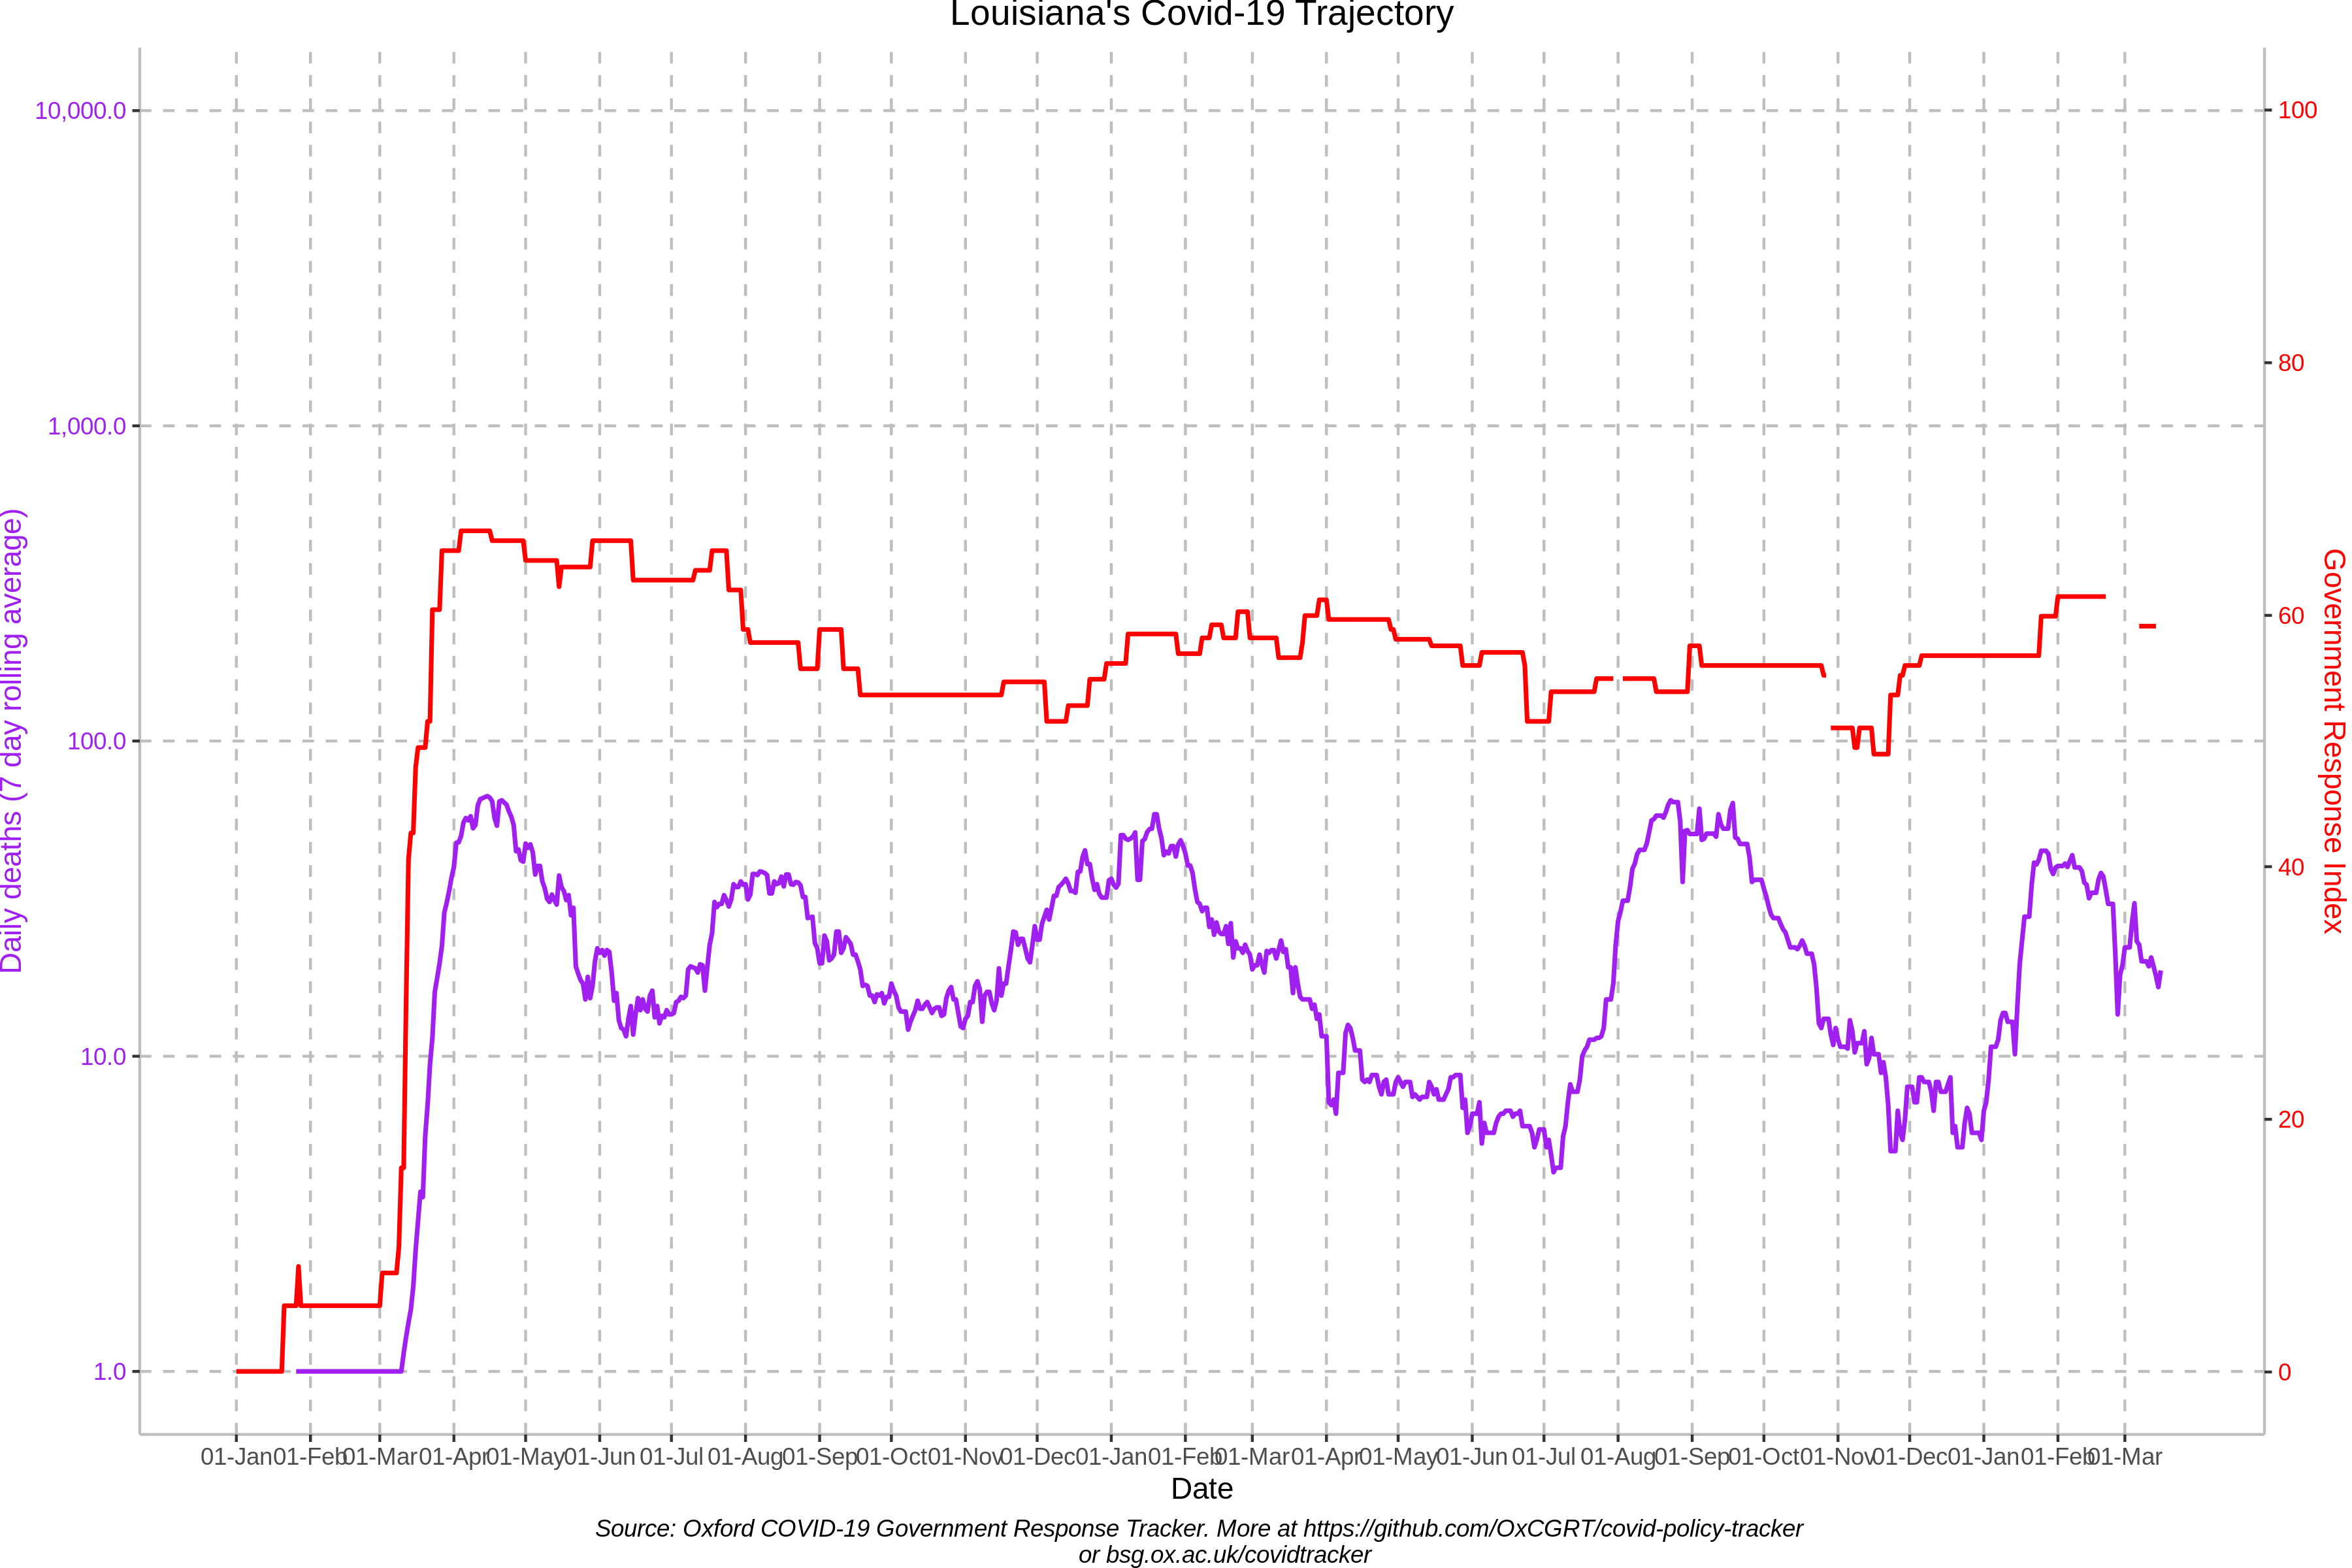 Louisiana's Covid-19 Trajectory
10,000.0
1,000.0
100.0
10.0
1.0
Daily deaths (7 day rolling average)
100
80
60
40
20
0
Government Response Index
01-Jan 01-Feb 01-Mar 01-Apr 01-May 01-Jun 01-Jul 01-Aug 01-Sep 01-Oct 01-Nov 01-Dec 01-Jan 01-Feb 01-Mar 01-Apr 01-May 01-Jun 01-Jul 01-Aug 01-Sep 01-Oct 01-Nov 01-Dec 01-Jan 01-Feb 01-Mar
Date
Source: Oxford COVID-19 Government Response Tracker. More at https://github.com/OxCGRT/covid-policy-tracker
or bsg.ox.ac.uk/covidtracker